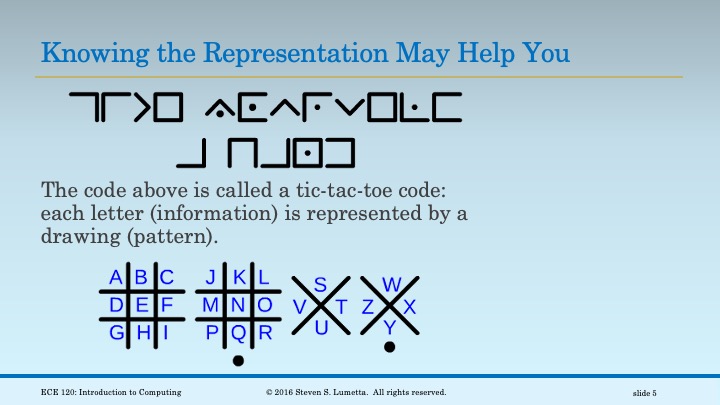 Knowing the Representation May Help You
The code above is called a tic-tac-toe code:
each letter (information) is represented by a
drawing (pattern).
A B C
D E F
G H I
J K L
M N O
P Q R
S
V T
U
W
Z X
Y
ECE 120: Introduction to Computing
© 2016 Steven S. Lumetta. All rights reserved.
slide 5